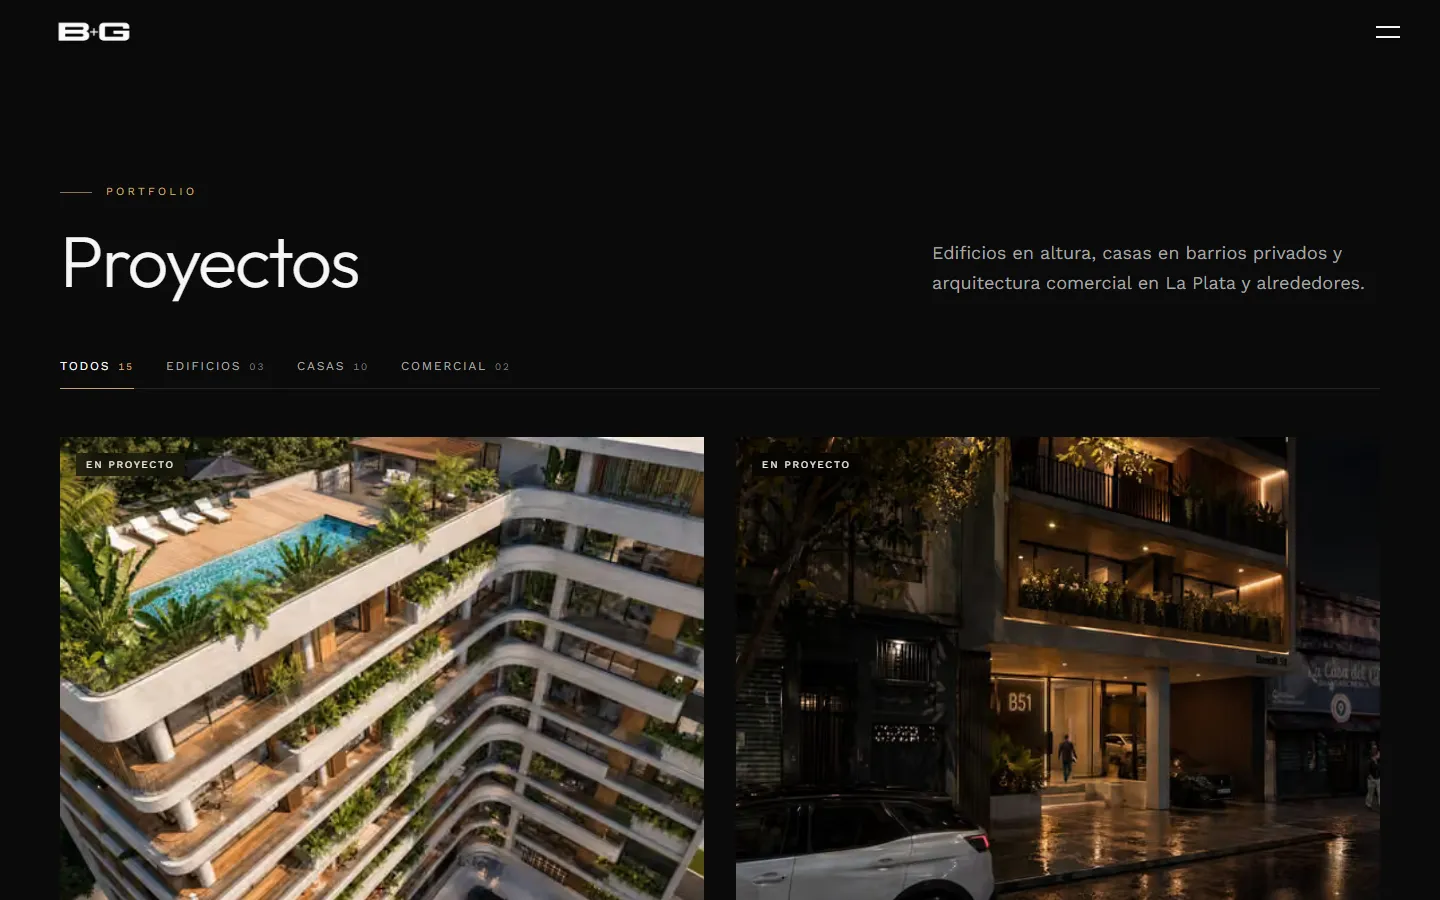 B+G
PORTFOLIO
Proyectos
Edificios en altura, casas en barrios privados y
arquitectura comercial en La Plata y alrededores.
TODOS 15 EDIFICIOS 03 CASAS 10 COMERCIAL 02
EN PROYECTO
EN PROYECTO
B51